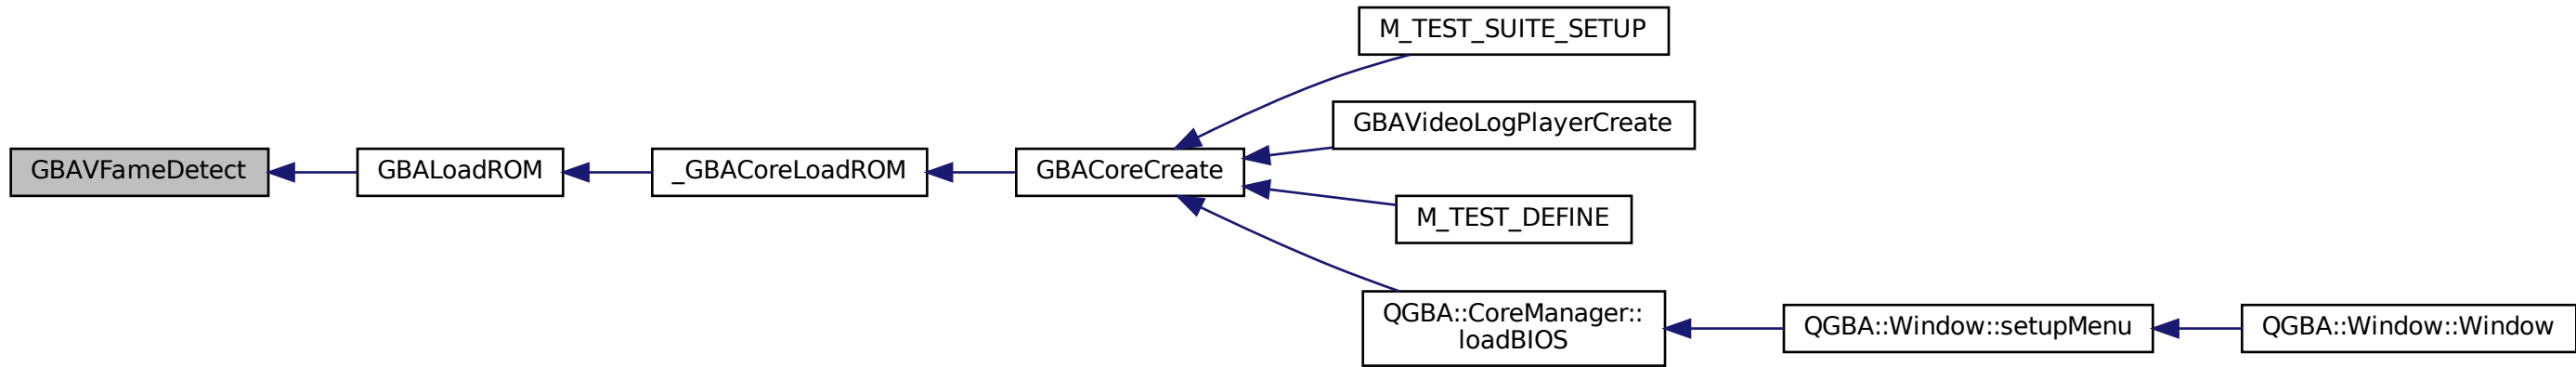 M_TEST_SUITE_SETUP
GBAVideoLogPlayerCreate
GBAVFameDetect
GBALoadROM
_GBACoreLoadROM
GBACoreCreate
M_TEST_DEFINE
QGBA::CoreManager::
loadBIOS
QGBA::Window::setupMenu
QGBA::Window::Window